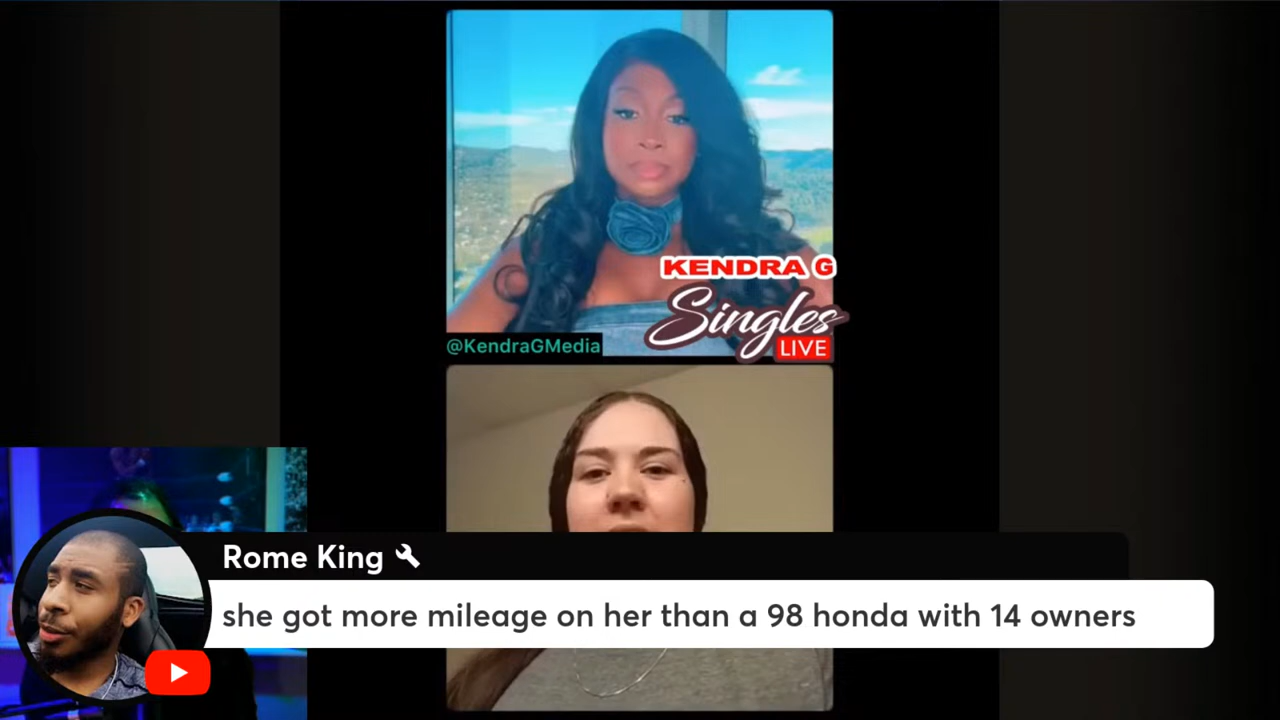 KENDRA G
Singles
LIVE
@KendraGMedia
Rome King
she got more mileage on her than a 98 honda with 14 owners